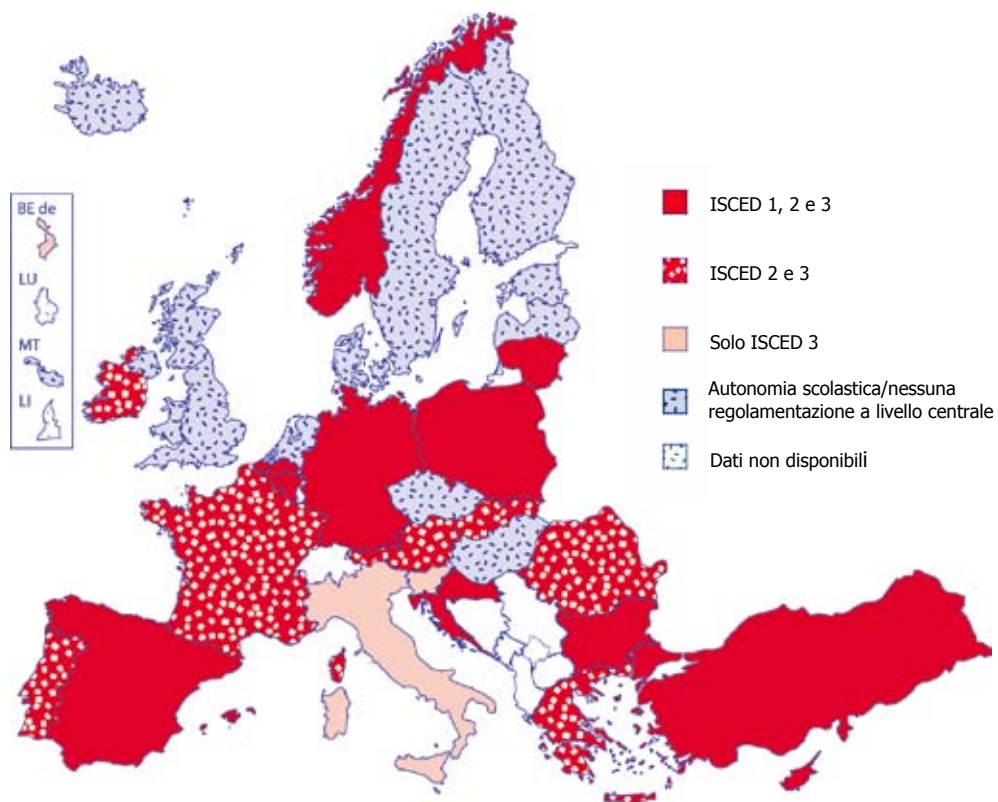 BE de
LU
MT
LI
ISCED 1, 2 e 3
ISCED 2 e 3
Solo ISCED 3
Autonomia scolastica/nessuna
regolamentazione a livello centrale
Dati non disponibili